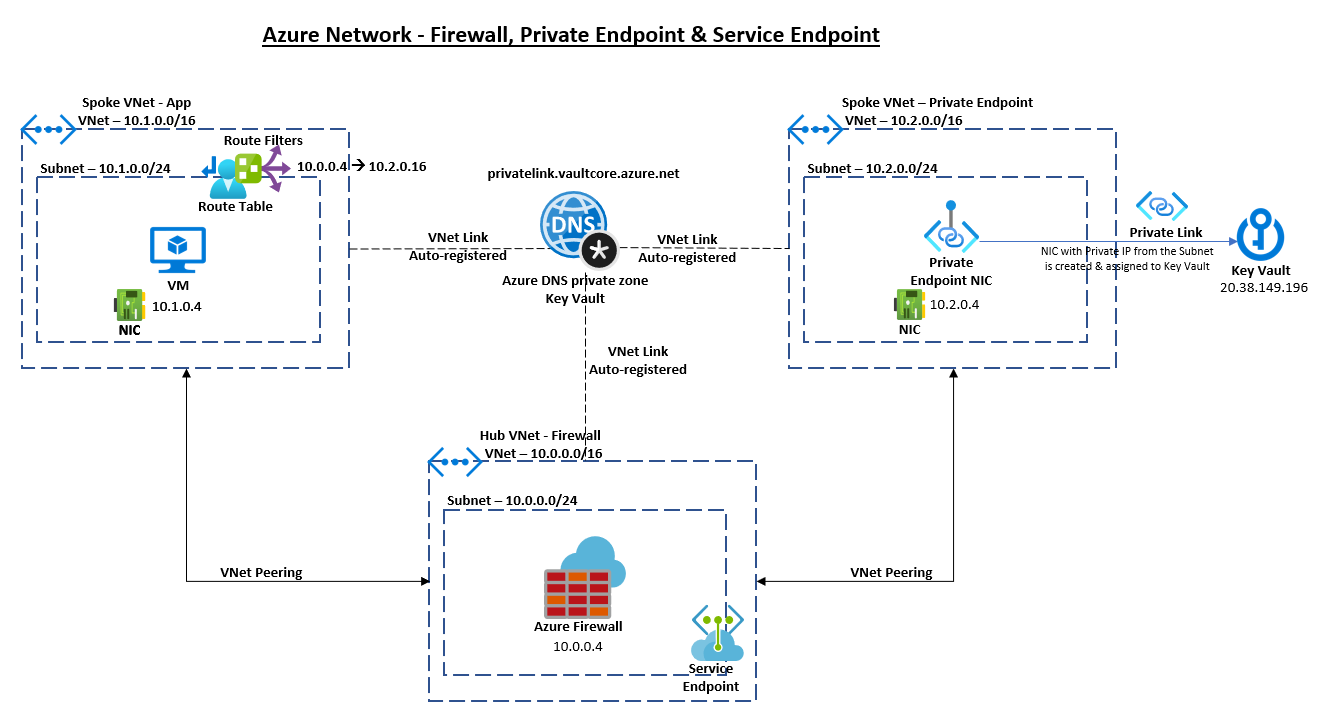 Azure Network - Firewall, Private Endpoint & Service Endpoint
Spoke VNet - App
VNet – 10.1.0.0/16
Route Filters
Subnet – 10.1.0.0/24
10.0.0.4 → 10.2.0.16
Route Table
VM
10.1.0.4
NIC
privatelink.vaultcore.azure.net
DNS
VNet Link
Auto-registered
VNet Link
Auto-registered
Azure DNS private zone
Key Vault
VNet Link
Auto-registered
Spoke VNet – Private Endpoint
VNet – 10.2.0.0/16
Subnet – 10.2.0.0/24
Private
Endpoint NIC
10.2.0.4
NIC
Private Link
NIC with Private IP from the Subnet
is created & assigned to Key Vault
Key Vault
20.38.149.196
Hub VNet - Firewall
VNet – 10.0.0.0/16
Subnet – 10.0.0.0/24
VNet Peering
VNet Peering
Azure Firewall
10.0.0.4
Service
Endpoint